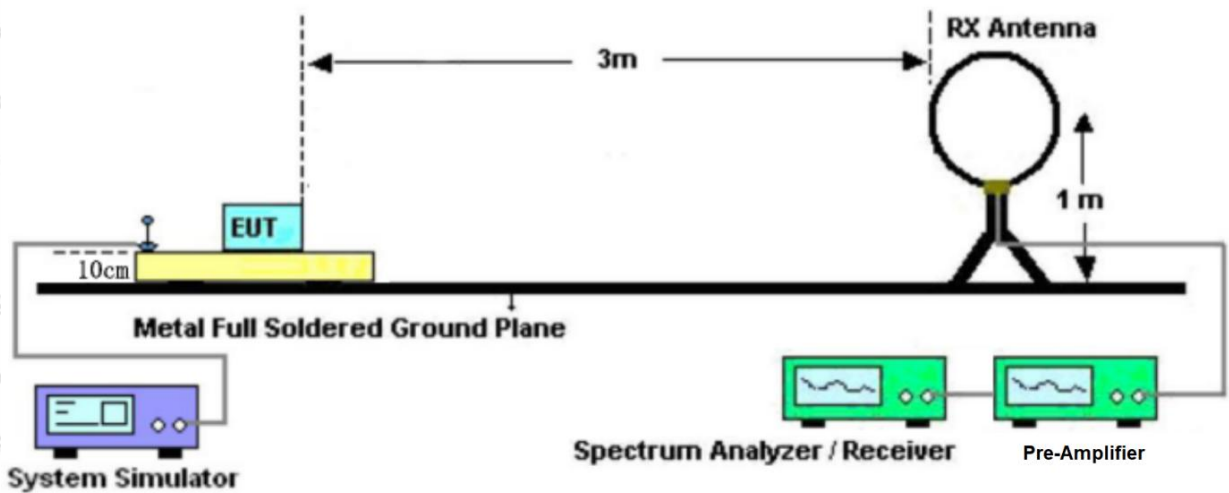 RX Antenna
3m
1 m
EUT
10cm
Metal Full Soldered Ground Plane
System Simulator
Spectrum Analyzer / Receiver
Pre-Amplifier